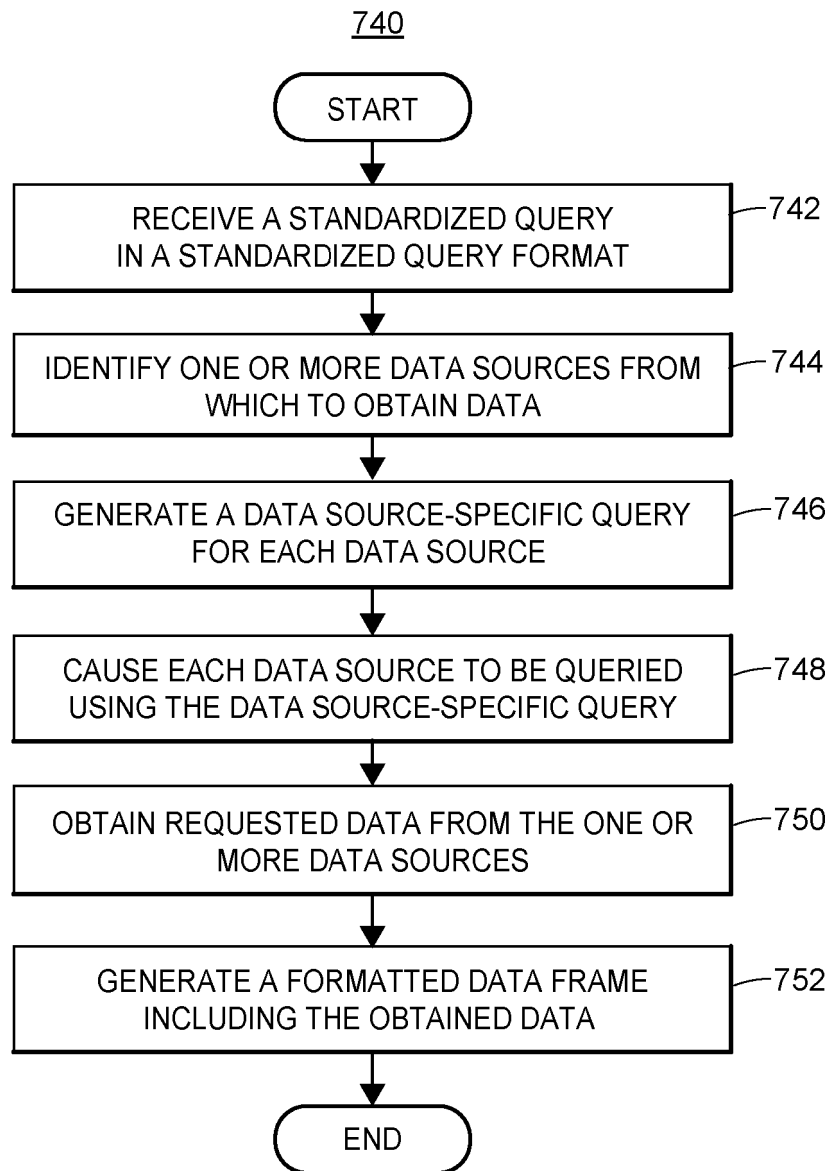 740
START
RECEIVE A STANDARDIZED QUERY
IN A STANDARDIZED QUERY FORMAT
742
IDENTIFY ONE OR MORE DATA SOURCES FROM
WHICH TO OBTAIN DATA
744
GENERATE A DATA SOURCE-SPECIFIC QUERY
FOR EACH DATA SOURCE
746
CAUSE EACH DATA SOURCE TO BE QUERIED
USING THE DATA SOURCE-SPECIFIC QUERY
748
OBTAIN REQUESTED DATA FROM THE ONE OR
MORE DATA SOURCES
750
GENERATE A FORMATTED DATA FRAME
INCLUDING THE OBTAINED DATA
752
END